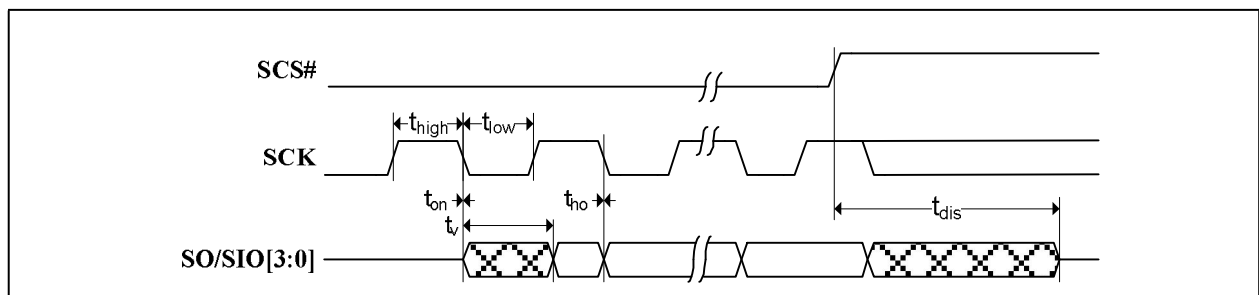 SCS#
thigh
tlow
SCK
ton
tho
tv
tdis
SO/SIO[3:0]